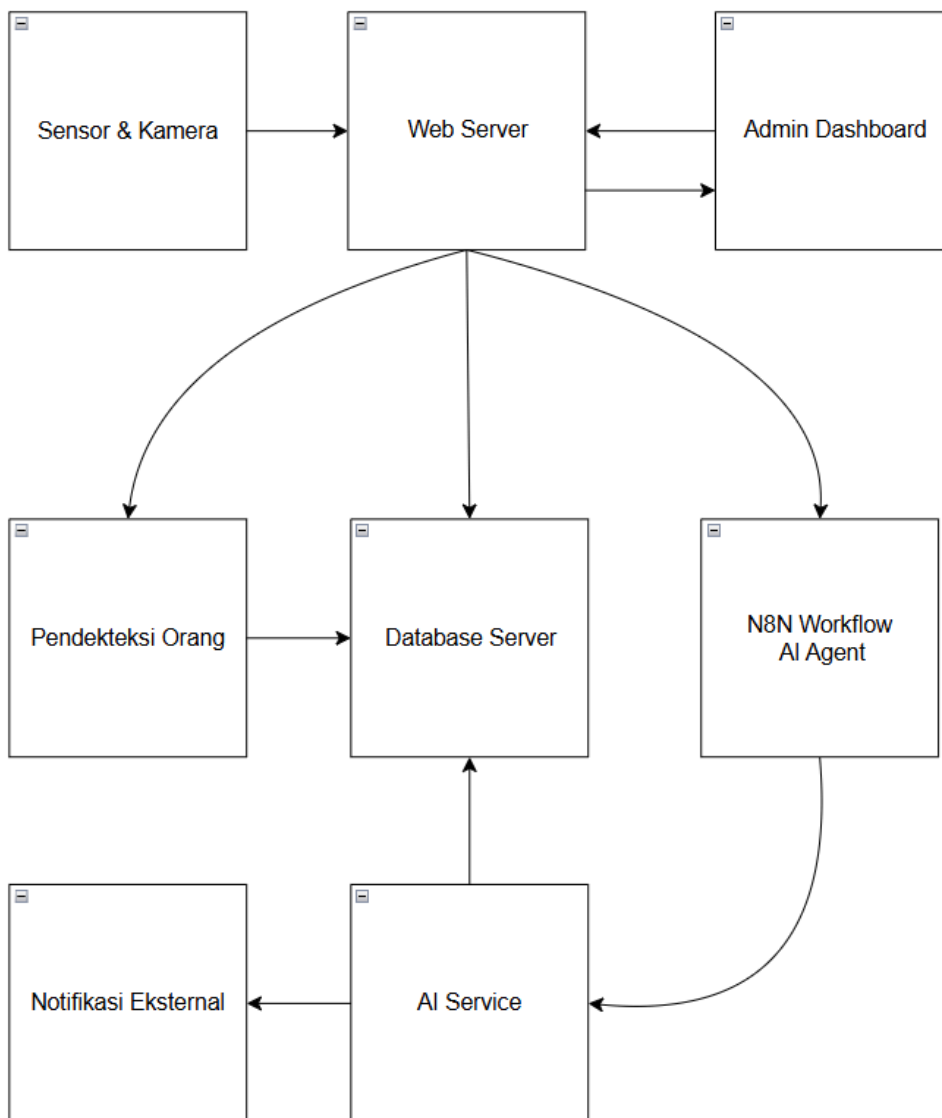 Sensor & Kamera
Web Server
Admin Dashboard
Pendekteksi Orang
Database Server
N8N Workflow
AI Agent
Notifikasi Eksternal
AI Service